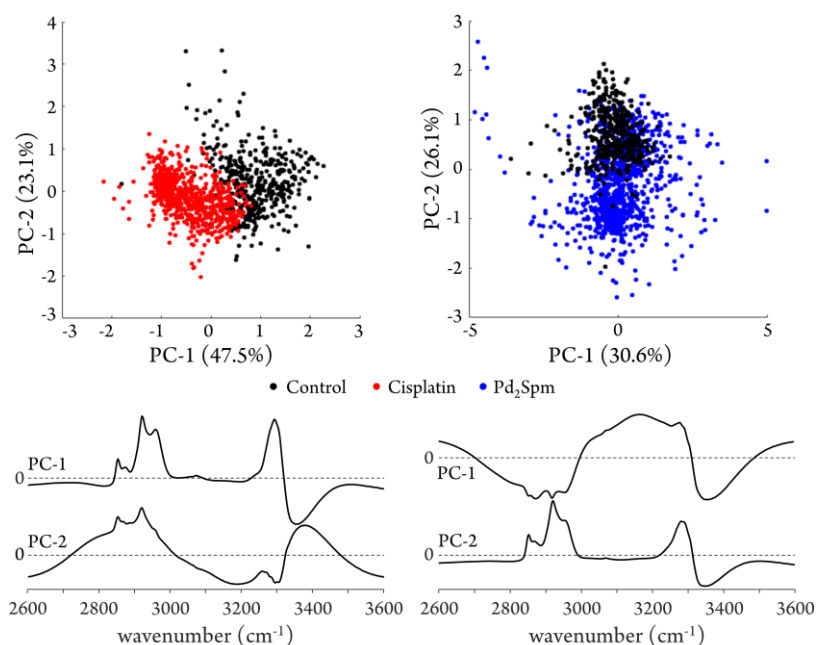 4
3
2
1
0
-1
-2
-3
PC-2 (23.1%)
-3 -2 -1 0 1 2 3
PC-1 (47.5%)
3
2
1
0
-1
-2
-3
PC-2 (26.1%)
-5 0 5
PC-1 (30.6%)
Control Cisplatin Pd₂Spm
PC-1
0
PC-2
0
2600 2800 3000 3200 3400 3600
wavenumber (cm⁻¹)
0
PC-1
PC-2
0
2600 2800 3000 3200 3400 3600
wavenumber (cm⁻¹)